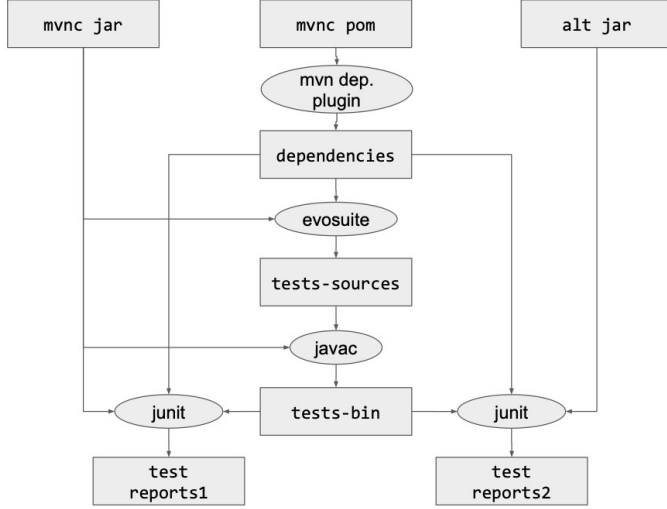 mvnc jar
mvnc pom
alt jar
mvn dep.
plugin
dependencies
evosuite
tests-sources
javac
junit
tests-bin
junit
test
reports1
test
reports2